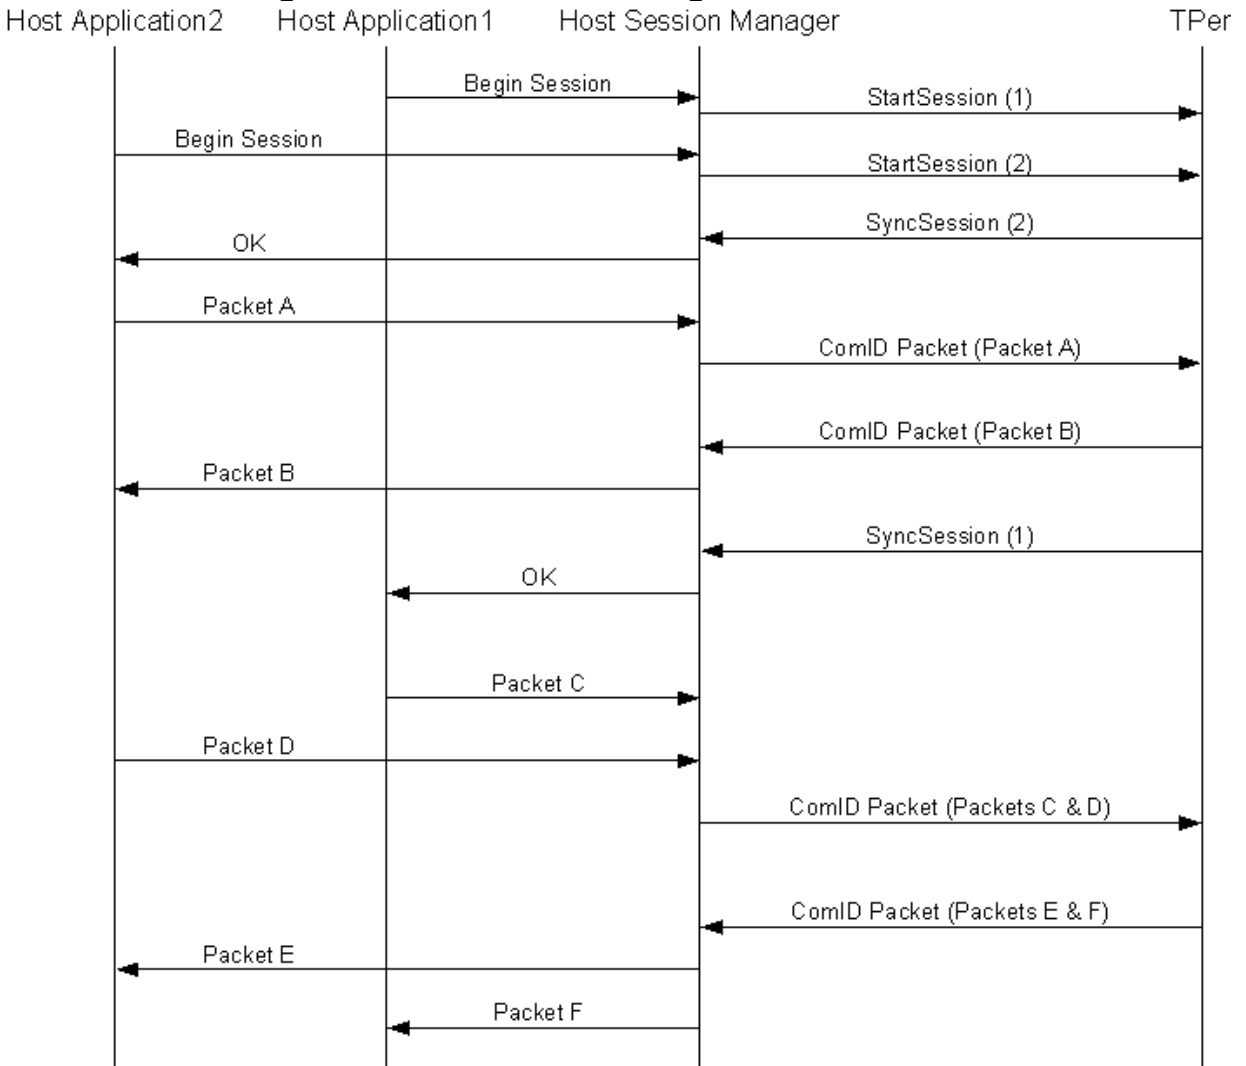 Host Application2 Host Application1 Host Session Manager TPer
Begin Session
StartSession (1)
Begin Session
StartSession (2)
SyncSession (2)
OK
Packet A
ComID Packet (Packet A)
ComID Packet (Packet B)
Packet B
SyncSession (1)
OK
Packet C
Packet D
ComID Packet (Packets C & D)
ComID Packet (Packets E & F)
Packet E
Packet F